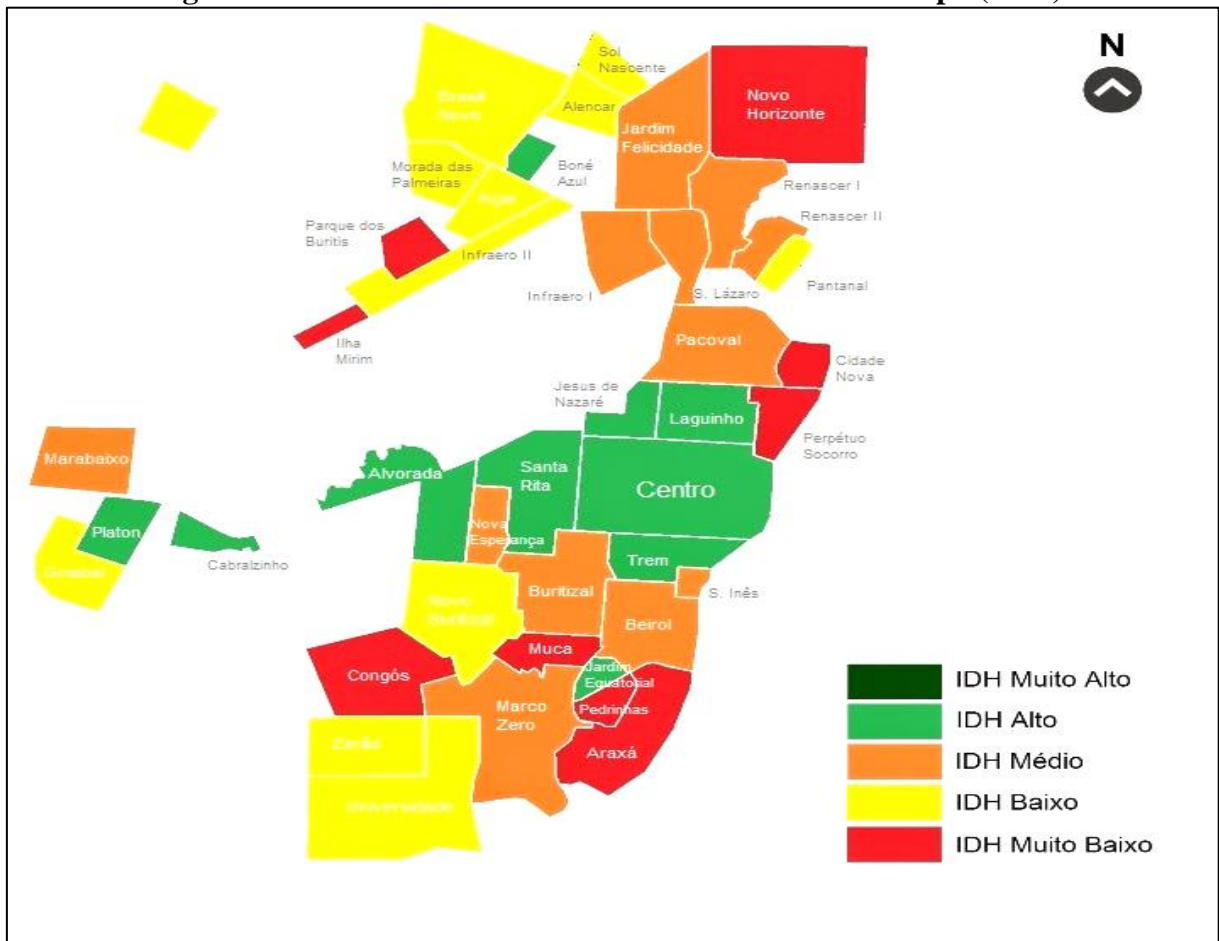 N
Sol
Nascente
Brasil
Novo
Alencar
Novo
Horizonte
Jardim
Felicidade
Morada das
Palmeiras
Boné
Azul
Açaí
Renascer I
Renascer II
Parque dos
Buritis
Infraero II
Infraero I
S. Lázaro
Pantanal
Ilha
Mirim
Pacoval
Cidade
Nova
Jesus de
Nazaré
Laguinho
Perpétuo
Socorro
Marabaixo
Alvorada
Santa
Rita
Centro
Platon
Nova
Esperança
Cabralzinho
Goiabal
Trem
S. Inês
Buritizal
Novo
Buritizal
Beirol
Muca
Jardim
Equatorial
Congós
Pedrinhas
Marco
Zero
Araxá
Zerão
Universidade
IDH Muito Alto
IDH Alto
IDH Médio
IDH Baixo
IDH Muito Baixo